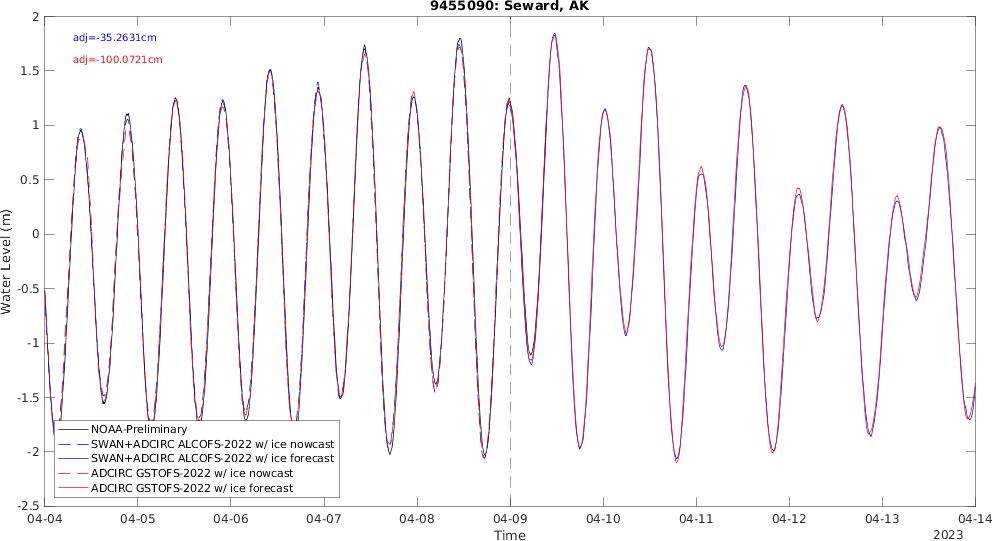 9455090: Seward, AK
adj=-35.2631cm
adj=-100.0721cm
2
1.5
1
0.5
0
-0.5
-1
-1.5
-2
-2.5
Water Level (m)
NOAA-Preliminary
SWAN+ADCIRC ALCOFS-2022 w/ ice nowcast
SWAN+ADCIRC ALCOFS-2022 w/ ice forecast
ADCIRC GSTOFS-2022 w/ ice nowcast
ADCIRC GSTOFS-2022 w/ ice forecast
04-04 04-05 04-06 04-07 04-08 04-09 04-10 04-11 04-12 04-13 04-14
Time
2023